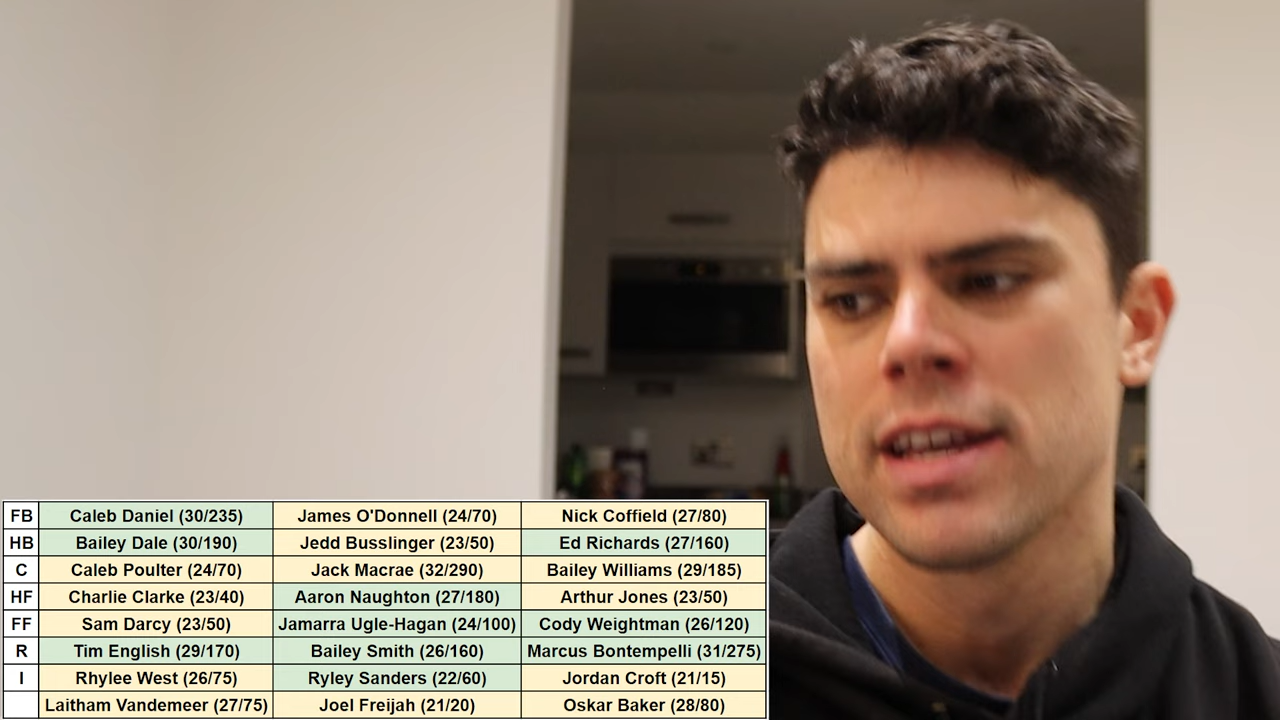 FB Caleb Daniel (30/235) James O'Donnell (24/70) Nick Coffield (27/80)
HB Bailey Dale (30/190) Jedd Busslinger (23/50) Ed Richards (27/160)
C Caleb Poulter (24/70) Jack Macrae (32/290) Bailey Williams (29/185)
HF Charlie Clarke (23/40) Aaron Naughton (27/180) Arthur Jones (23/50)
FF Sam Darcy (23/50) Jamarra Ugle-Hagan (24/100) Cody Weightman (26/120)
R Tim English (29/170) Bailey Smith (26/160) Marcus Bontempelli (31/275)
I Rhylee West (26/75) Ryley Sanders (22/60) Jordan Croft (21/15)
Laitham Vandemeer (27/75) Joel Freijah (21/20) Oskar Baker (28/80)